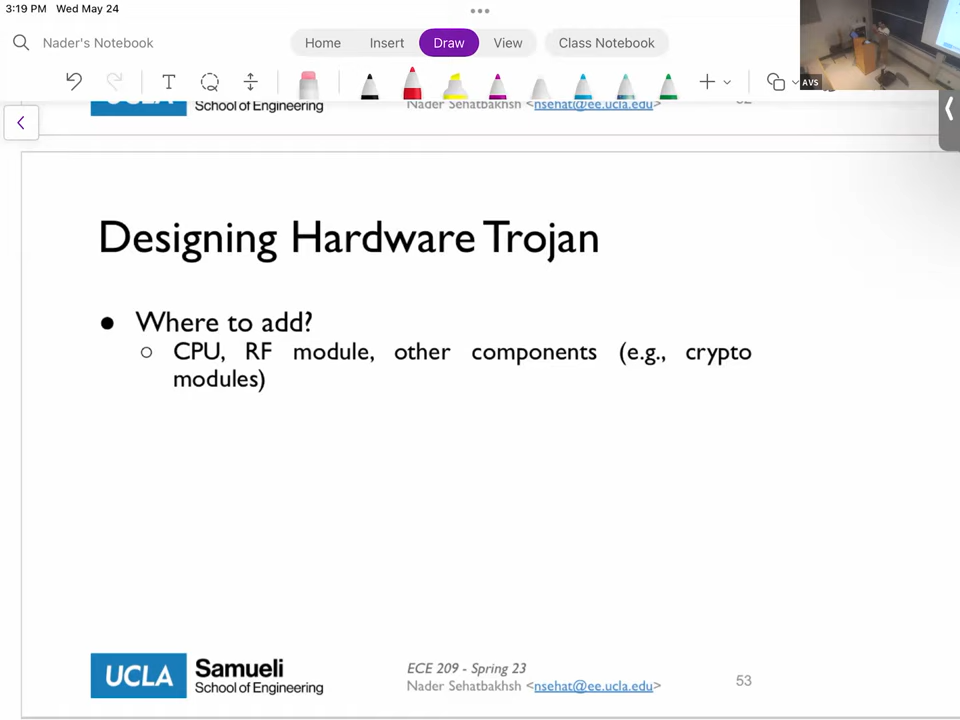 3:19 PM Wed May 24
Nader's Notebook
Home Insert Draw View Class Notebook
T
AVS
School of Engineering
Nader Sehatbakhsh <nsehat@ee.ucla.edu>
Designing Hardware Trojan
● Where to add?
○ CPU, RF module, other components (e.g., crypto
modules)
UCLA Samueli
School of Engineering
ECE 209 - Spring 23
Nader Sehatbakhsh <nsehat@ee.ucla.edu>
53